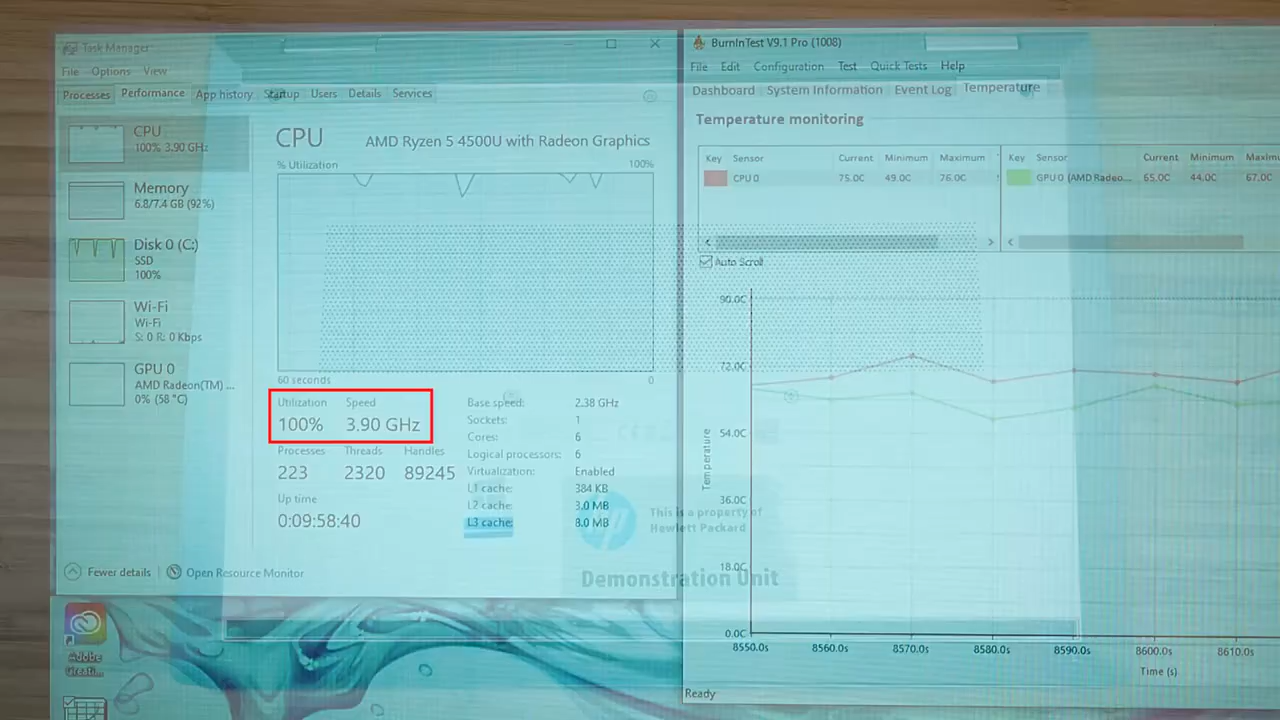 Task Manager
File Options View
Processes Performance App history Startup Users Details Services
CPU
100% 3.90 GHz
Memory
6.8/7.4 GB (92%)
Disk 0 (C:)
SSD
100%
Wi-Fi
Wi-Fi
S: 0 R: 0 Kbps
GPU 0
AMD Radeon(TM) ...
0% (58 °C)
CPU AMD Ryzen 5 4500U with Radeon Graphics
% Utilization 100%
60 seconds 0
Utilization Speed
100% 3.90 GHz
Processes Threads Handles
223 2320 89245
Up time
0:09:58:40
Base speed: 2.38 GHz
Sockets: 1
Cores: 6
Logical processors: 6
Virtualization: Enabled
L1 cache: 384 KB
L2 cache: 3.0 MB
L3 cache: 8.0 MB
Fewer details Open Resource Monitor
BurnInTest V9.1 Pro (1008)
File Edit Configuration Test Quick Tests Help
Dashboard System Information Event Log Temperature
Temperature monitoring
Key Sensor Current Minimum Maximum
CPU 0 75.0C 49.0C 76.0C
Key Sensor Current Minimum Maximu
GPU 0 (AMD Radeo... 65.0C 44.0C 67.0C
Auto Scroll
90.0C
72.0C
54.0C
36.0C
18.0C
0.0C
Temperature
8550.0s 8560.0s 8570.0s 8580.0s 8590.0s 8600.0s 8610.0s
Time (s)
Ready
hp
This is a property of
Hewlett Packard
Demonstration Unit
Adobe
Creati...